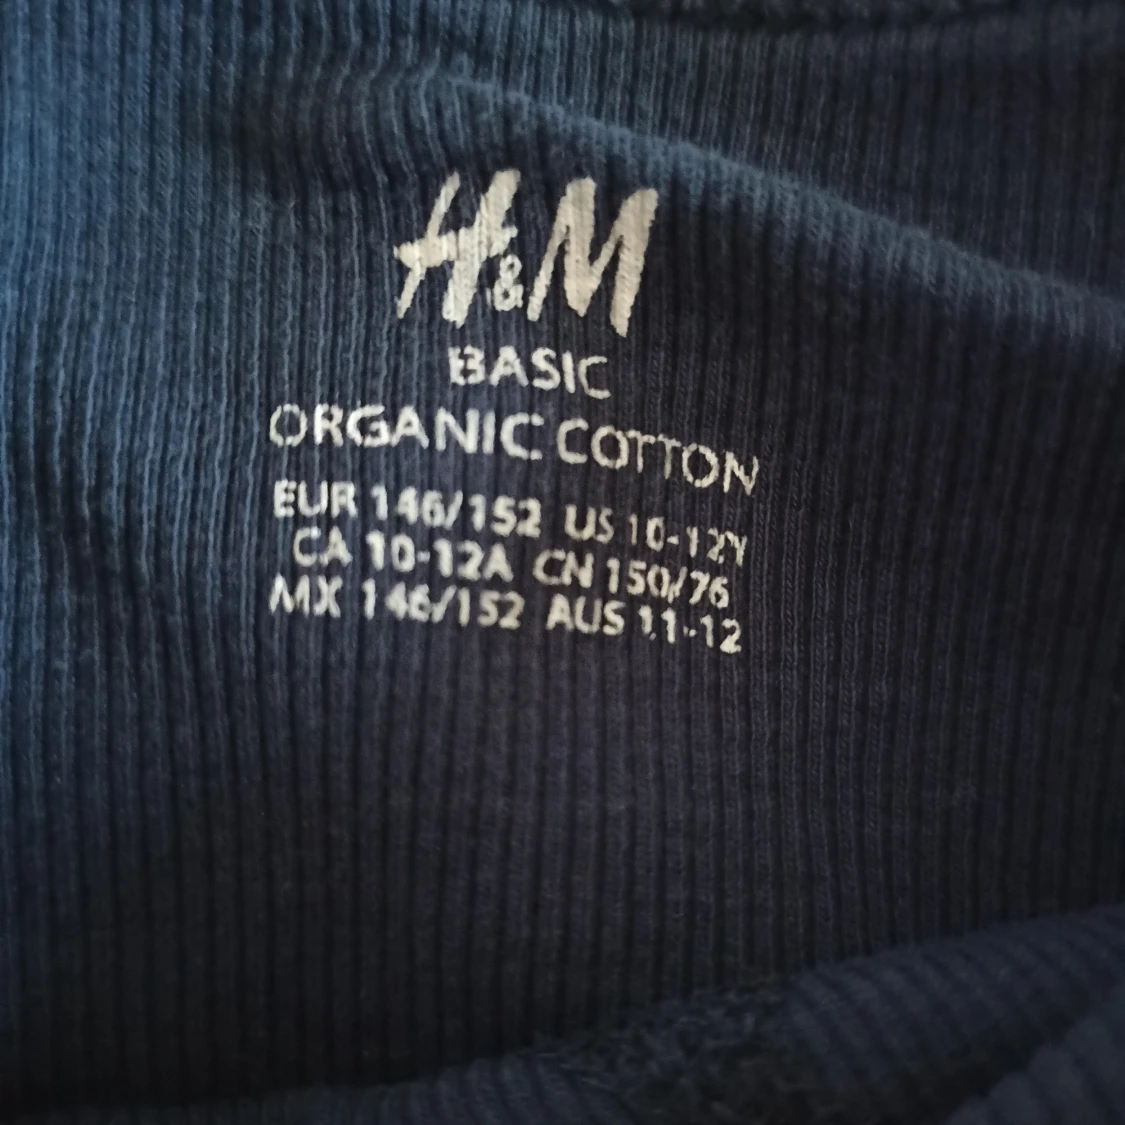 H&M
BASIC
ORGANIC COTTON
EUR 146/152 US 10-12Y
CA 10-12A CN 150/76
MX 146/152 AUS 11-12